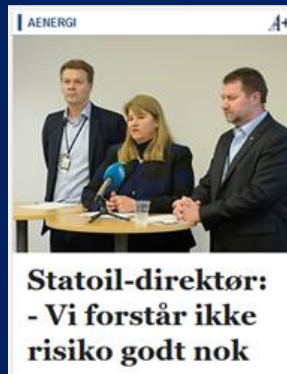 AENERGI
A+
Statoil-direktør:
- Vi forstår ikke
risiko godt nok